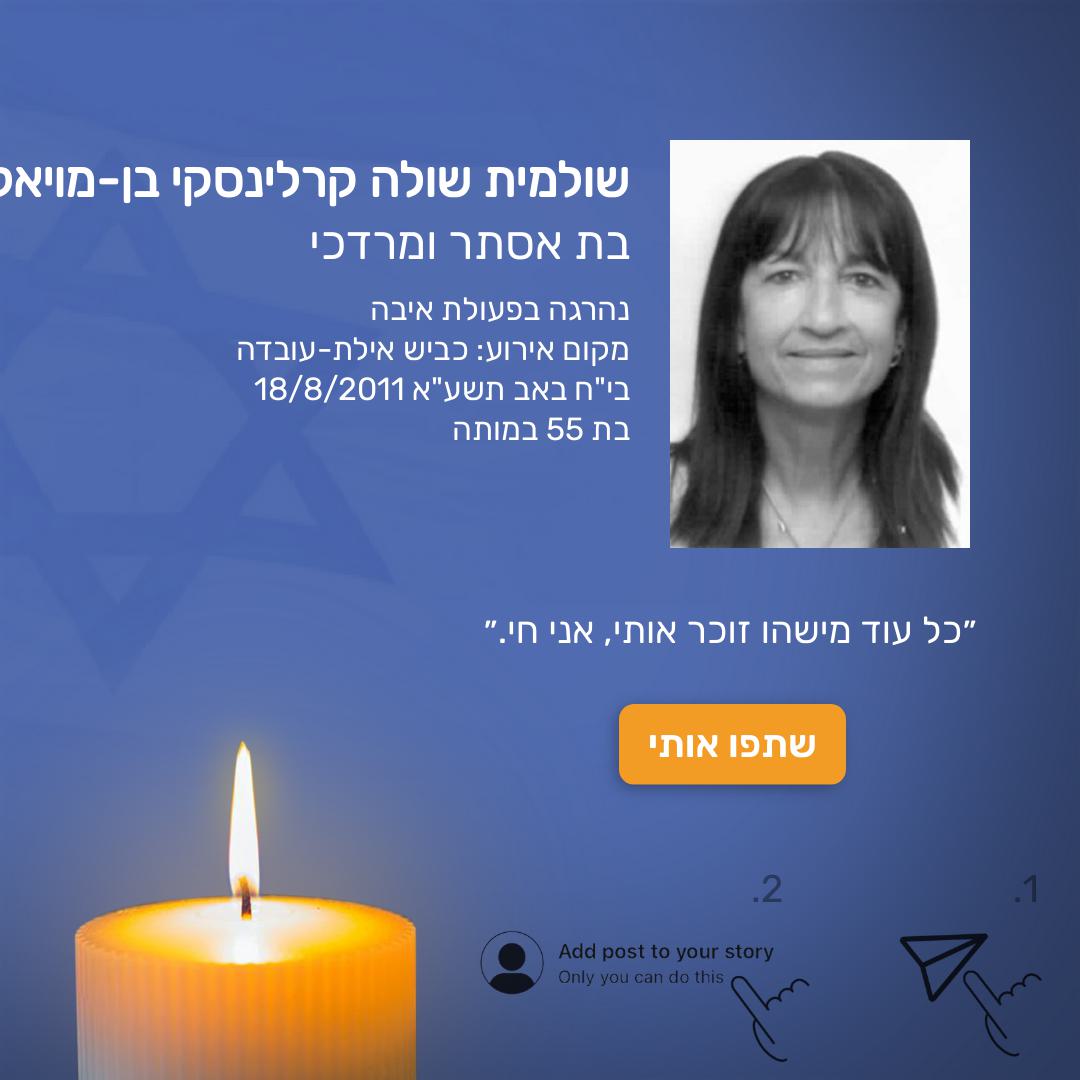 שולמית שולה קרלינסקי בן-מויאל
בת אסתר ומרדכי
נהרגה בפעולת איבה
מקום אירוע: כביש אילת-עובדה
בי"ח באב תשע"א 18/8/2011
בת 55 במותה
״כל עוד מישהו זוכר אותי, אני חי.״
שתפו אותי
1.
2.
Add post to your story
Only you can do this